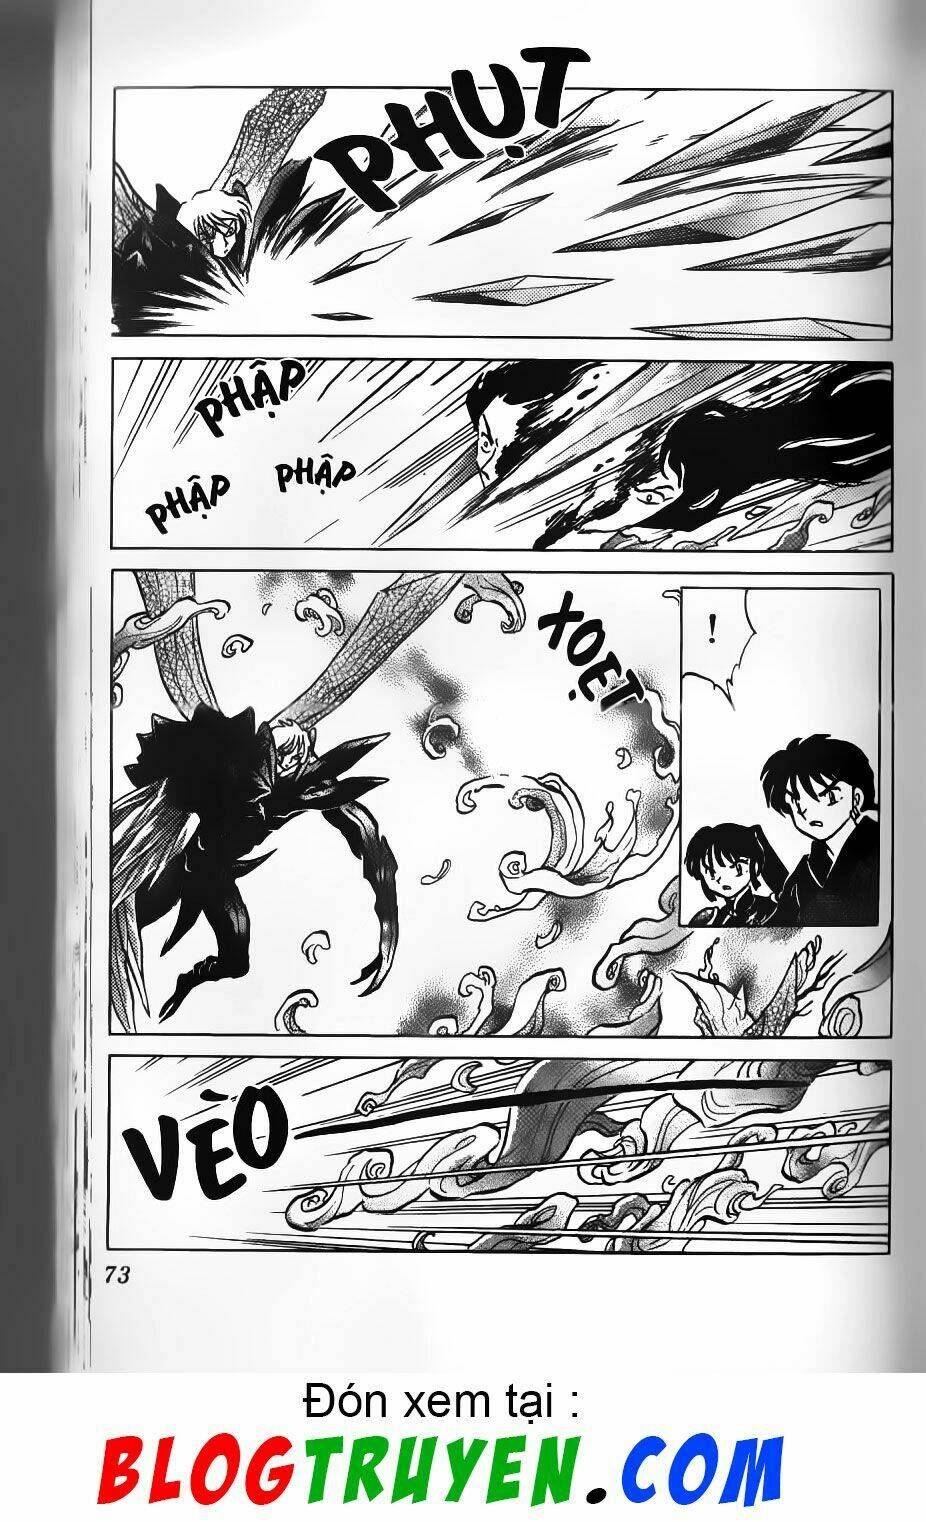 PHỤT
PHẬP
PHẬP
PHẬP
XOẸT
!
VÈO
73
Đón xem tại :
BLOGTRUYEN.COM